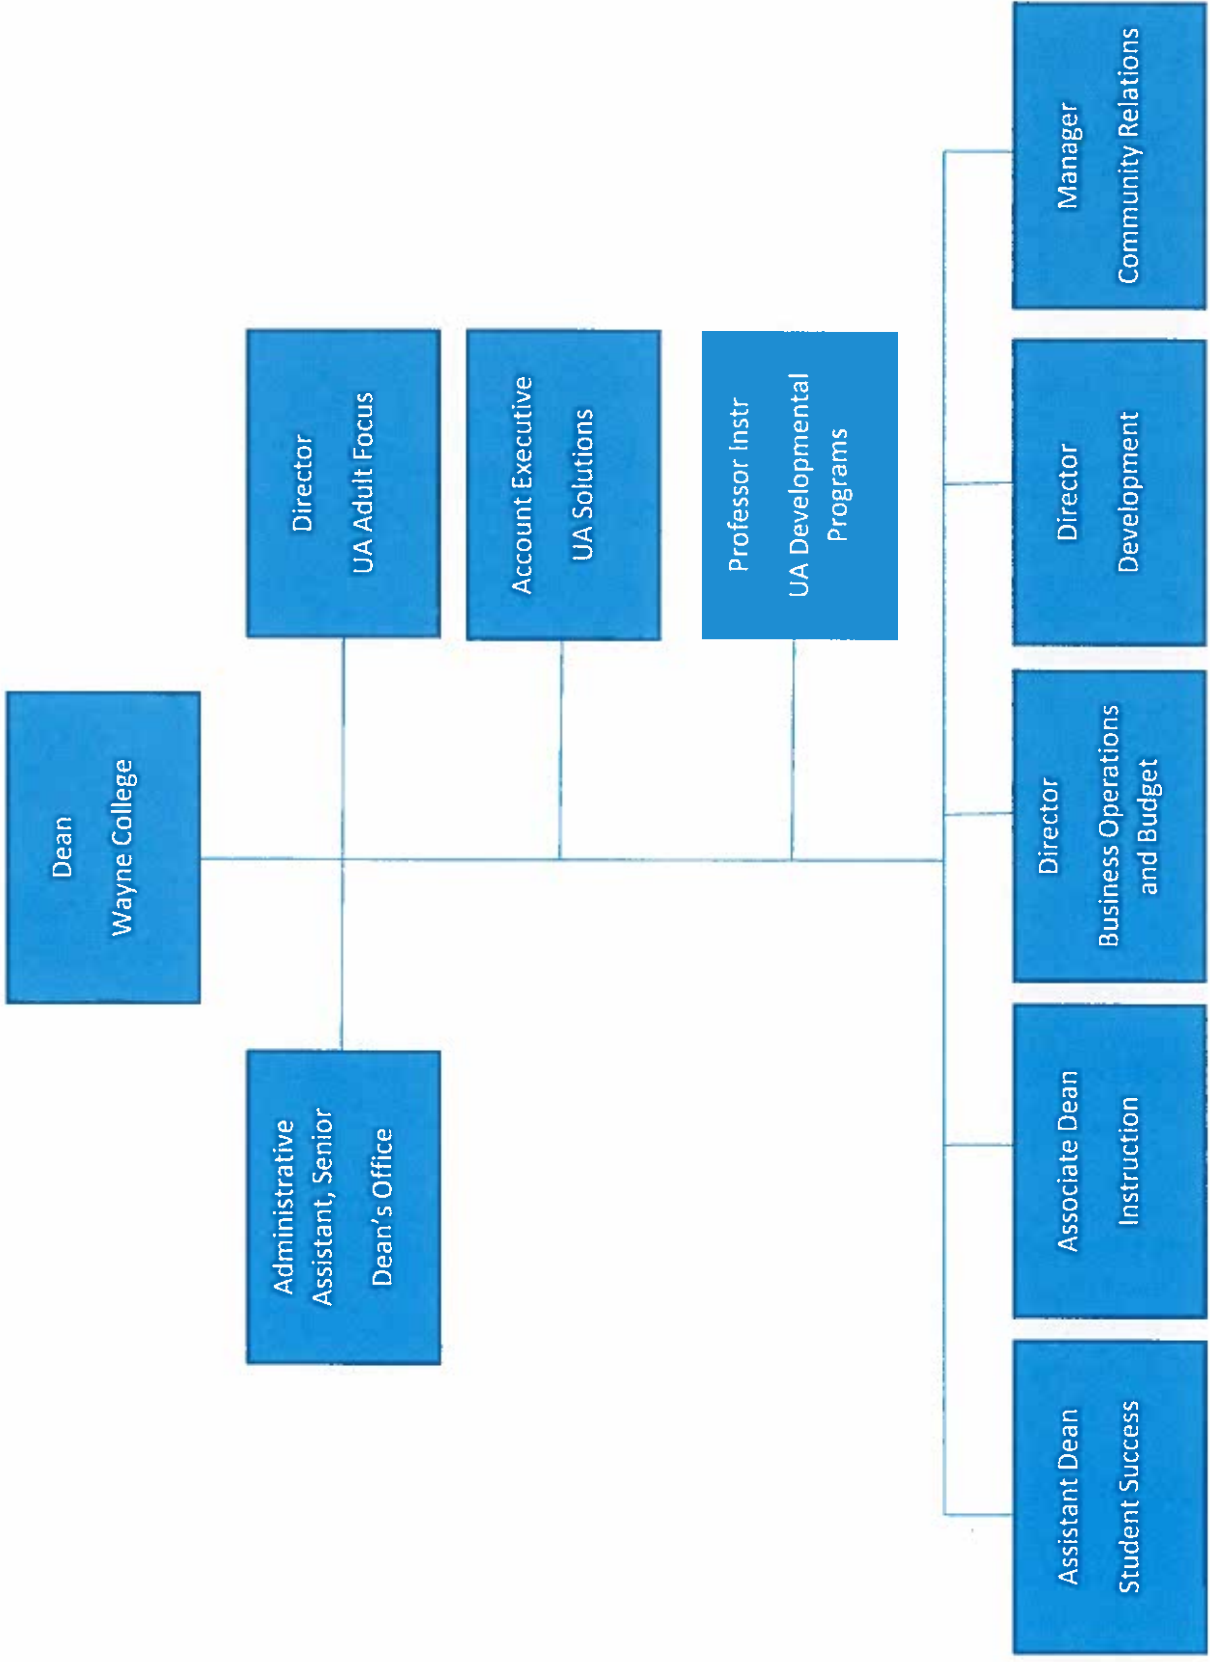 Dean
Wayne College
Administrative
Assistant, Senior
Dean's Office
Director
UA Adult Focus
Account Executive
UA Solutions
Professor Instr
UA Developmental
Programs
Assistant Dean
Student Success
Associate Dean
Instruction
Director
Business Operations
and Budget
Director
Development
Manager
Community Relations